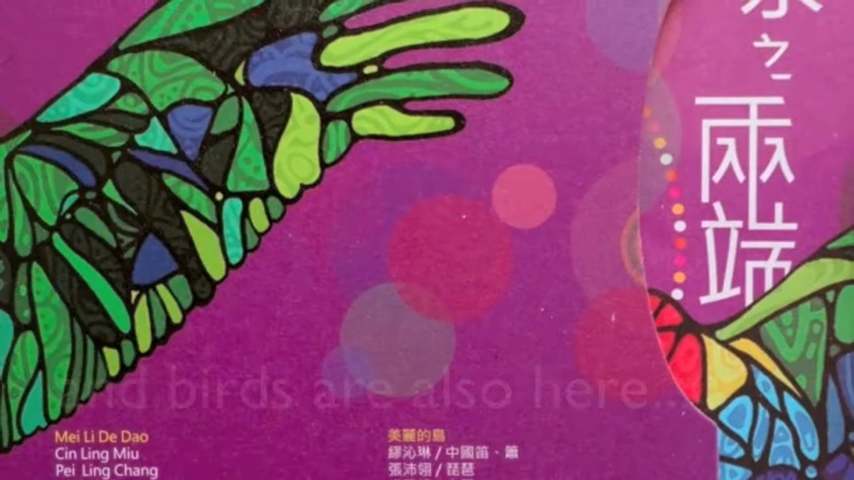 之兩端
and birds are also here...
Mei Li De Dao
Cin Ling Miu
Pei Ling Chang
美麗的島
繆沁琳 / 中國笛、簫
張沛翎 / 琵琶